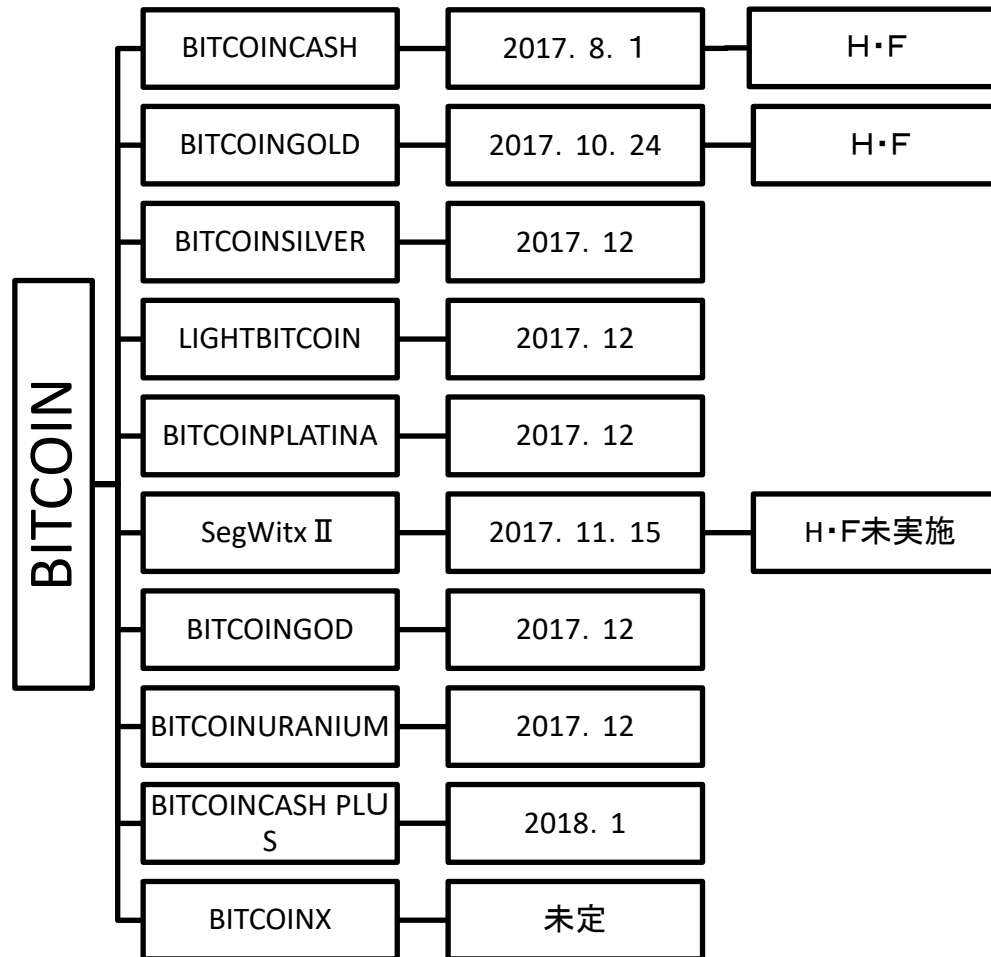 BITCOIN
BITCOINCASH
2017. 8. １
Ｈ・Ｆ
BITCOINGOLD
2017. 10. 24
Ｈ・Ｆ
BITCOINSILVER
2017. 12
LIGHTBITCOIN
2017. 12
BITCOINPLATINA
2017. 12
SegWitxⅡ
2017. 11. 15
H・F未実施
BITCOINGOD
2017. 12
BITCOINURANIUM
2017. 12
BITCOINCASH PLU
S
2018. 1
BITCOINX
未定